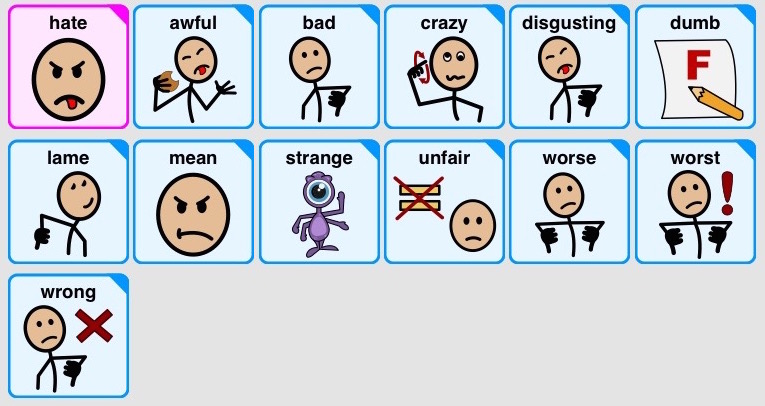 hate
awful
bad
crazy
disgusting
dumb
F
lame
mean
strange
unfair
worse
worst
!
wrong